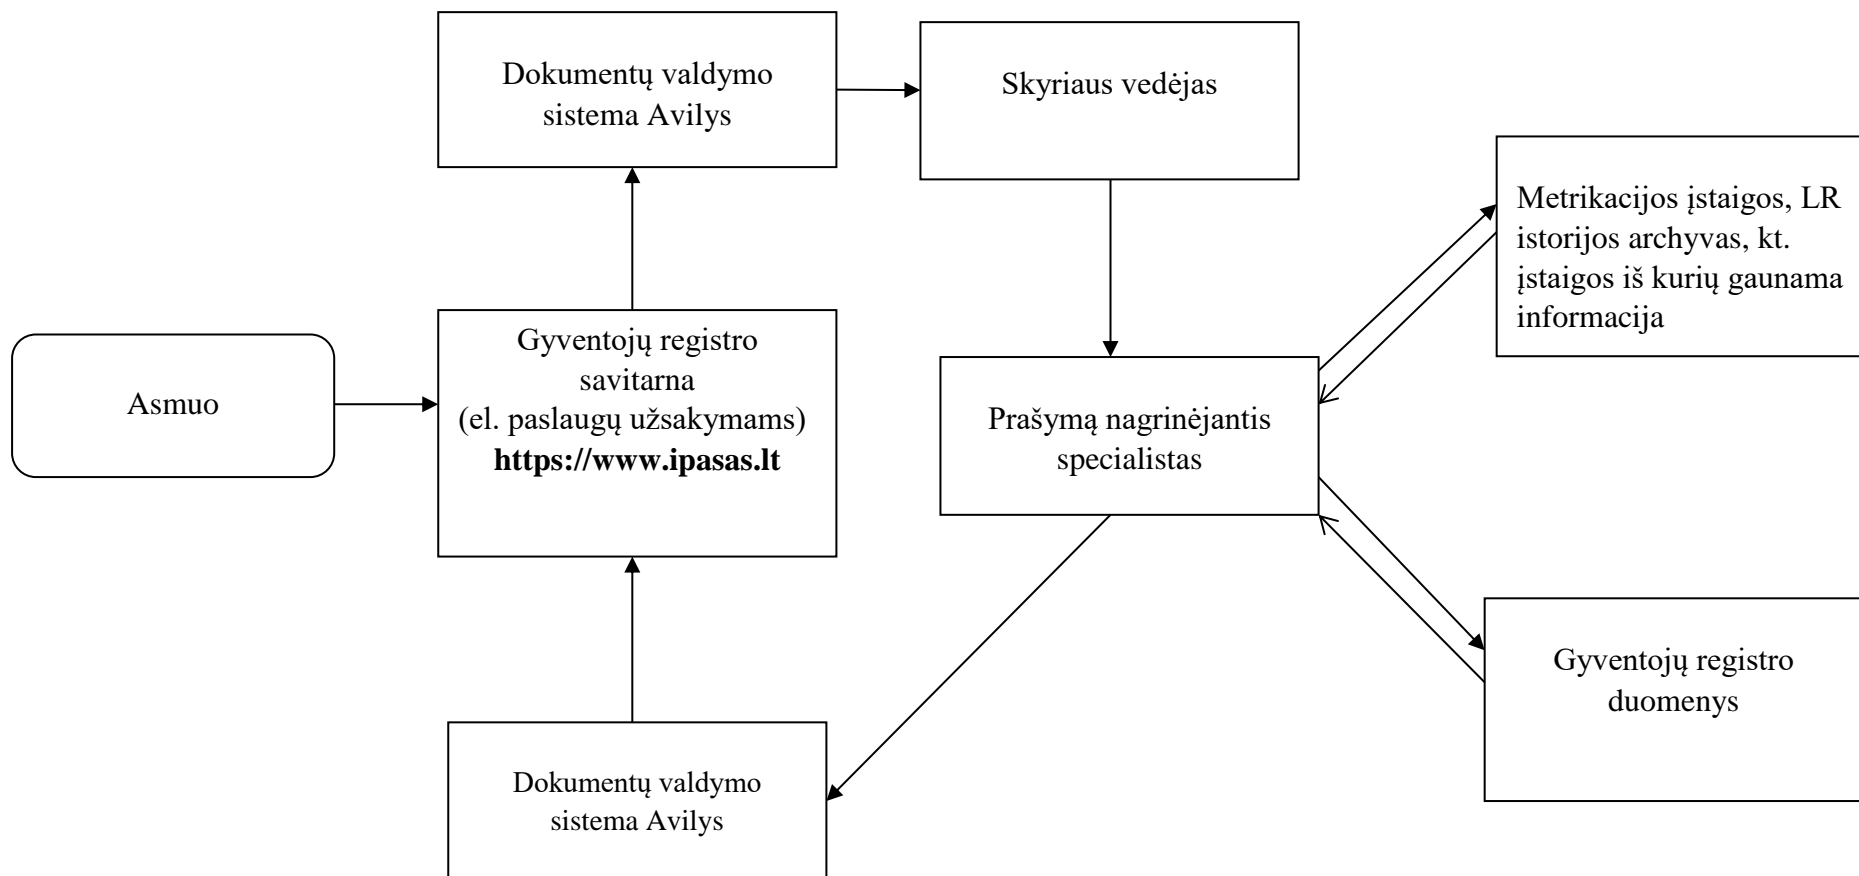 Dokumentų valdymo
sistema Avilys
Skyriaus vedėjas
Metrikacijos įstaigos, LR
istorijos archyvas, kt.
įstaigos iš kurių gaunama
informacija
Asmuo
Gyventojų registro
savitarna
(el. paslaugų užsakymams)
https://www.ipasas.lt
Prašymą nagrinėjantis
specialistas
Gyventojų registro
duomenys
Dokumentų valdymo
sistema Avilys